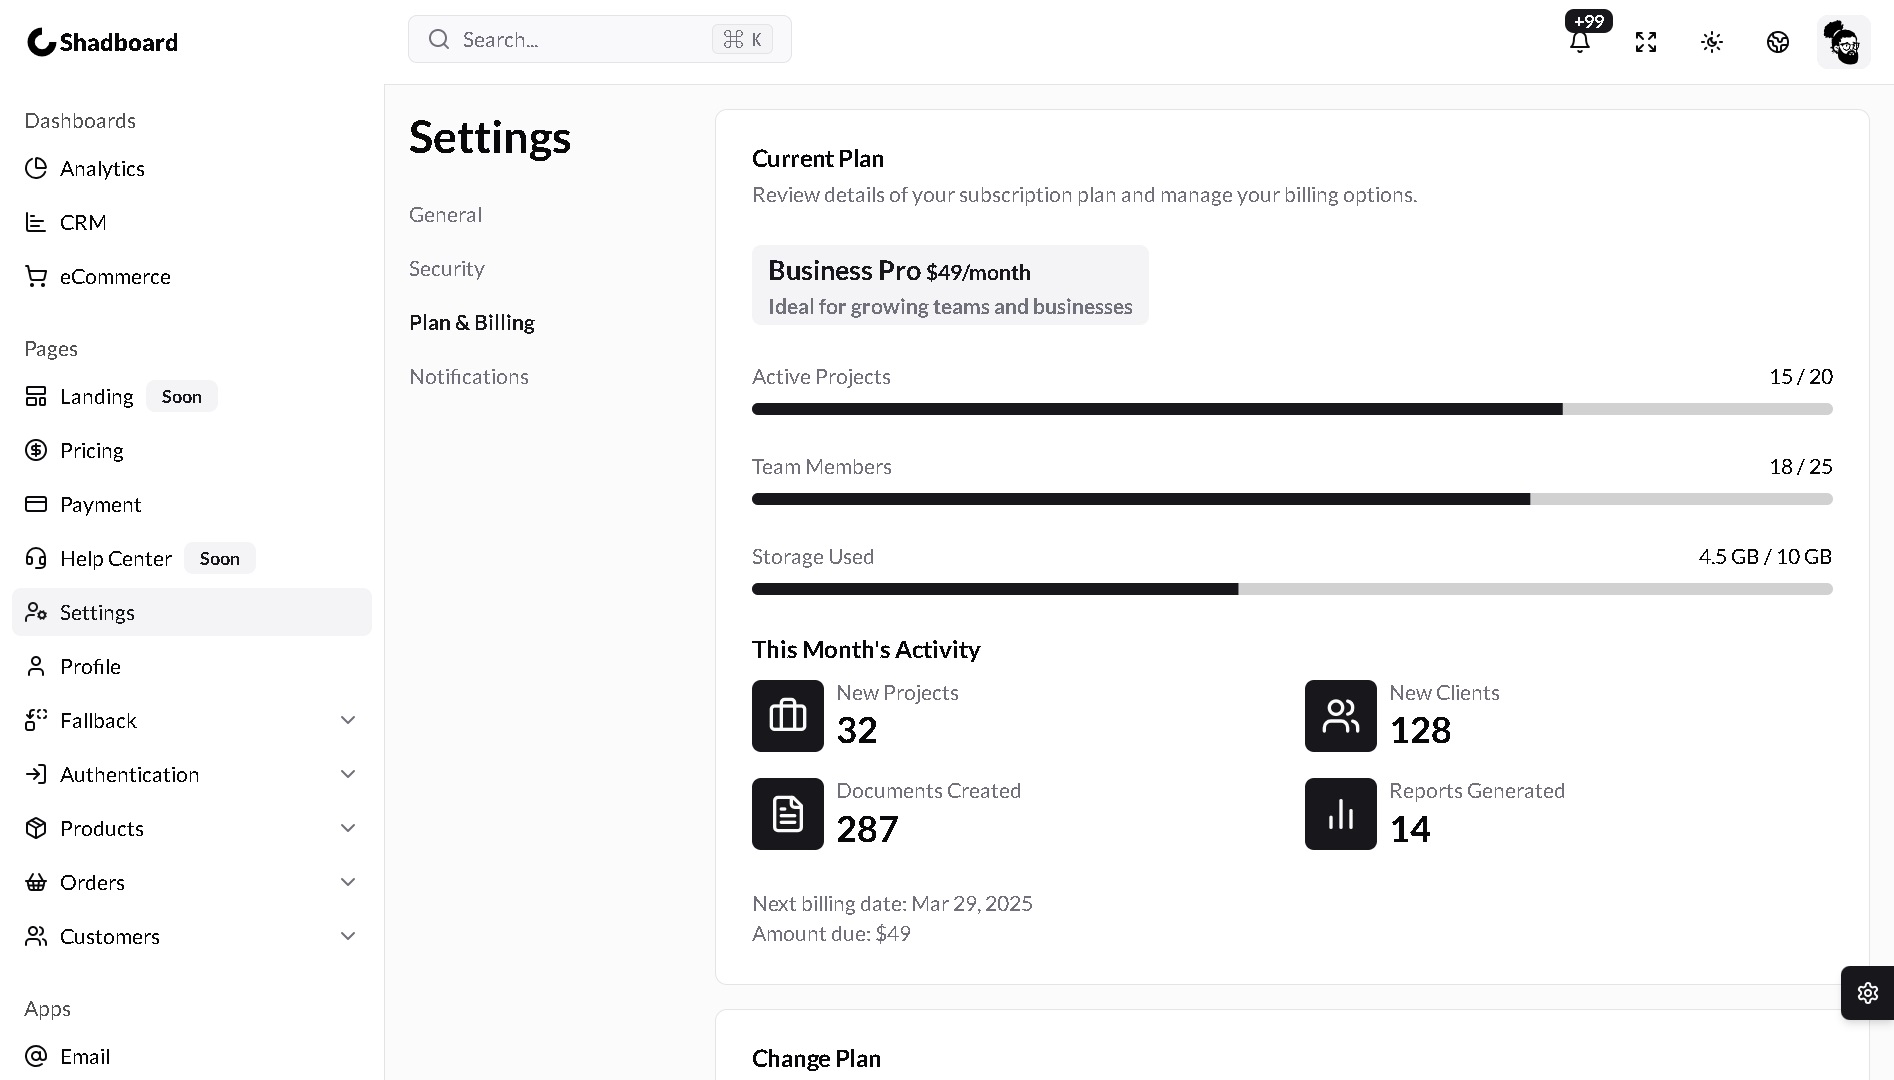 Shadboard
Search...
⌘ K
+99
Dashboards
Analytics
CRM
eCommerce
Pages
Landing
Soon
Pricing
Payment
Help Center
Soon
Settings
Profile
Fallback
Authentication
Products
Orders
Customers
Apps
Email
Settings
General
Security
Plan & Billing
Notifications
Current Plan
Review details of your subscription plan and manage your billing options.
Business Pro $49/month
Ideal for growing teams and businesses
Active Projects
15 / 20
Team Members
18 / 25
Storage Used
4.5 GB / 10 GB
This Month's Activity
New Projects
32
New Clients
128
Documents Created
287
Reports Generated
14
Next billing date: Mar 29, 2025
Amount due: $49
Change Plan